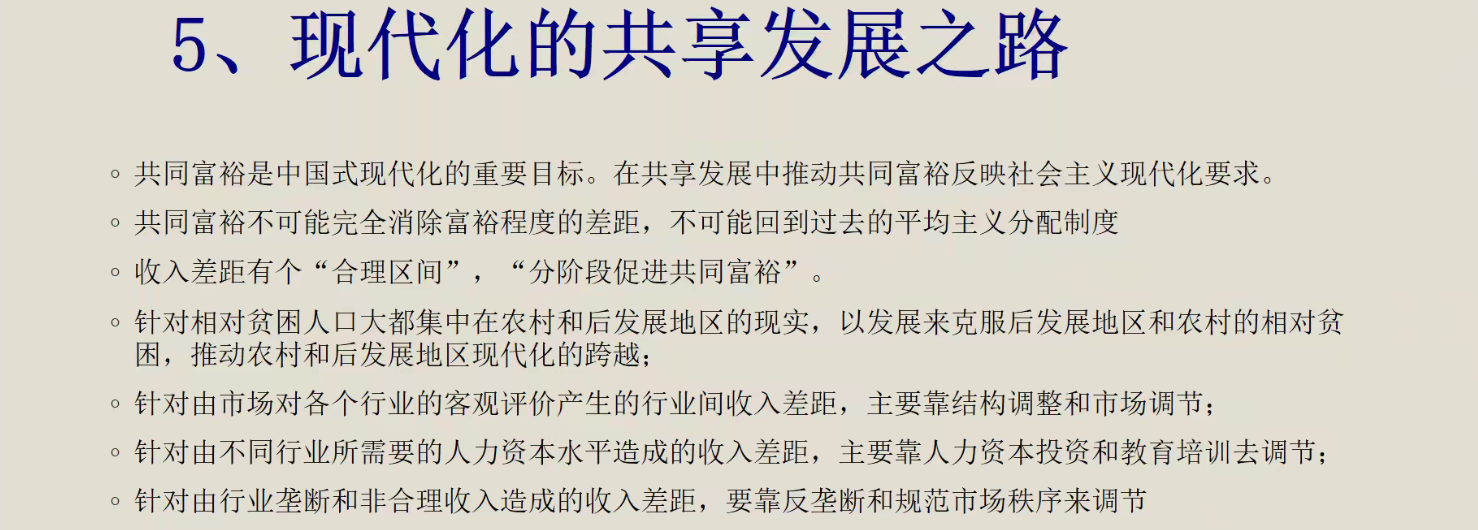 5、现代化的共享发展之路
◦ 共同富裕是中国式现代化的重要目标。在共享发展中推动共同富裕反映社会主义现代化要求。
◦ 共同富裕不可能完全消除富裕程度的差距，不可能回到过去的平均主义分配制度
◦ 收入差距有个“合理区间”，“分阶段促进共同富裕”。
◦ 针对相对贫困人口大都集中在农村和后发展地区的现实，以发展来克服后发展地区和农村的相对贫
困，推动农村和后发展地区现代化的跨越；
◦ 针对由市场对各个行业的客观评价产生的行业间收入差距，主要靠结构调整和市场调节；
◦ 针对由不同行业所需要的人力资本水平造成的收入差距，主要靠人力资本投资和教育培训去调节；
◦ 针对由行业垄断和非合理收入造成的收入差距，要靠反垄断和规范市场秩序来调节